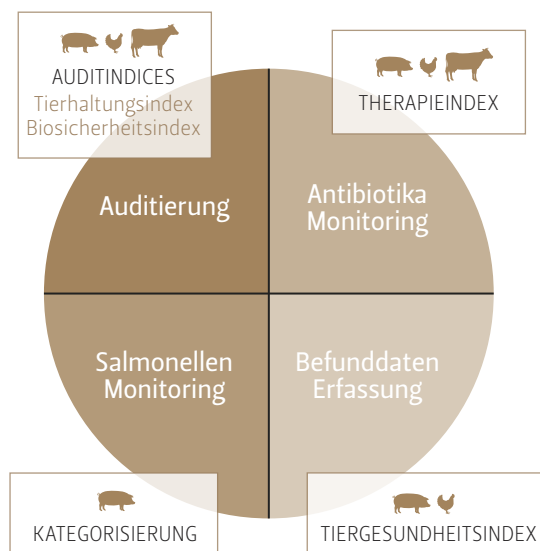 AUDITINDICES
Tierhaltungsindex
Biosicherheitsindex
THERAPIEINDEX
Auditierung
Antibiotika
Monitoring
Salmonellen
Monitoring
Befunddaten
Erfassung
KATEGORISIERUNG
TIERGESUNDHEITSINDEX